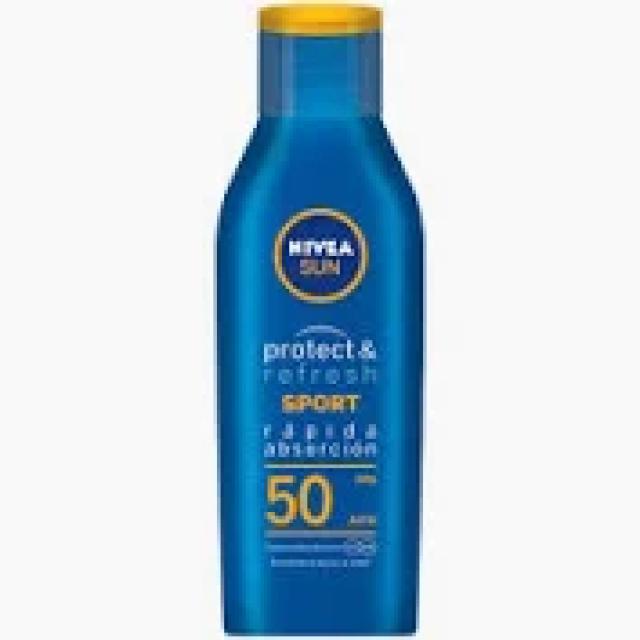 NIVEA
SUN
protect &
refresh
SPORT
rápida
absorción
50